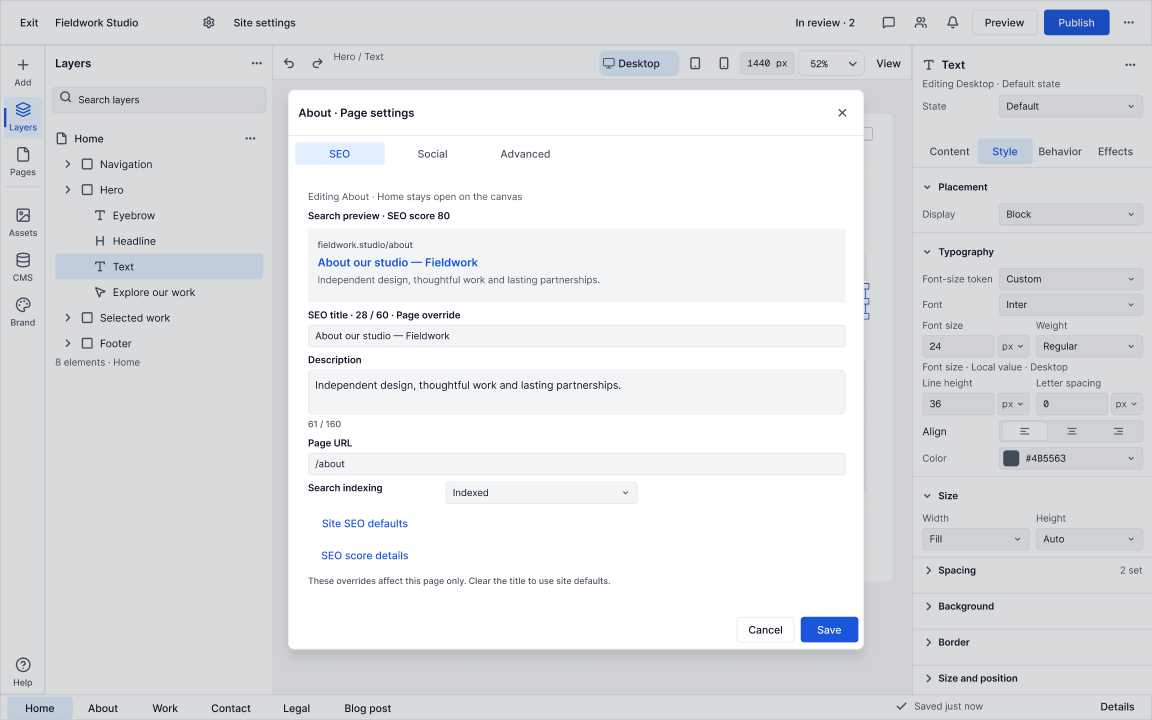 Exit
Fieldwork Studio
Site settings
In review · 2
Preview
Publish
Add
Layers
Pages
Assets
CMS
Brand
Help
Layers
Search layers
Home
Navigation
Hero
Eyebrow
Headline
Text
Explore our work
Selected work
Footer
8 elements · Home
Hero / Text
Desktop
1440 px
52%
View
About · Page settings
SEO
Social
Advanced
Editing About · Home stays open on the canvas
Search preview · SEO score 80
fieldwork.studio/about
About our studio — Fieldwork
Independent design, thoughtful work and lasting partnerships.
SEO title · 28 / 60 · Page override
About our studio — Fieldwork
Description
Independent design, thoughtful work and lasting partnerships.
61 / 160
Page URL
/about
Search indexing
Indexed
Site SEO defaults
SEO score details
These overrides affect this page only. Clear the title to use site defaults.
Cancel
Save
Text
Editing Desktop · Default state
State
Default
Content
Style
Behavior
Effects
Placement
Display
Block
Typography
Font-size token
Custom
Font
Inter
Font size
Weight
24
px
Regular
Font size · Local value · Desktop
Line height
Letter spacing
36
px
0
px
Align
Color
#4B5563
Size
Width
Height
Fill
Auto
Spacing
2 set
Background
Border
Size and position
Home
About
Work
Contact
Legal
Blog post
Saved just now
Details